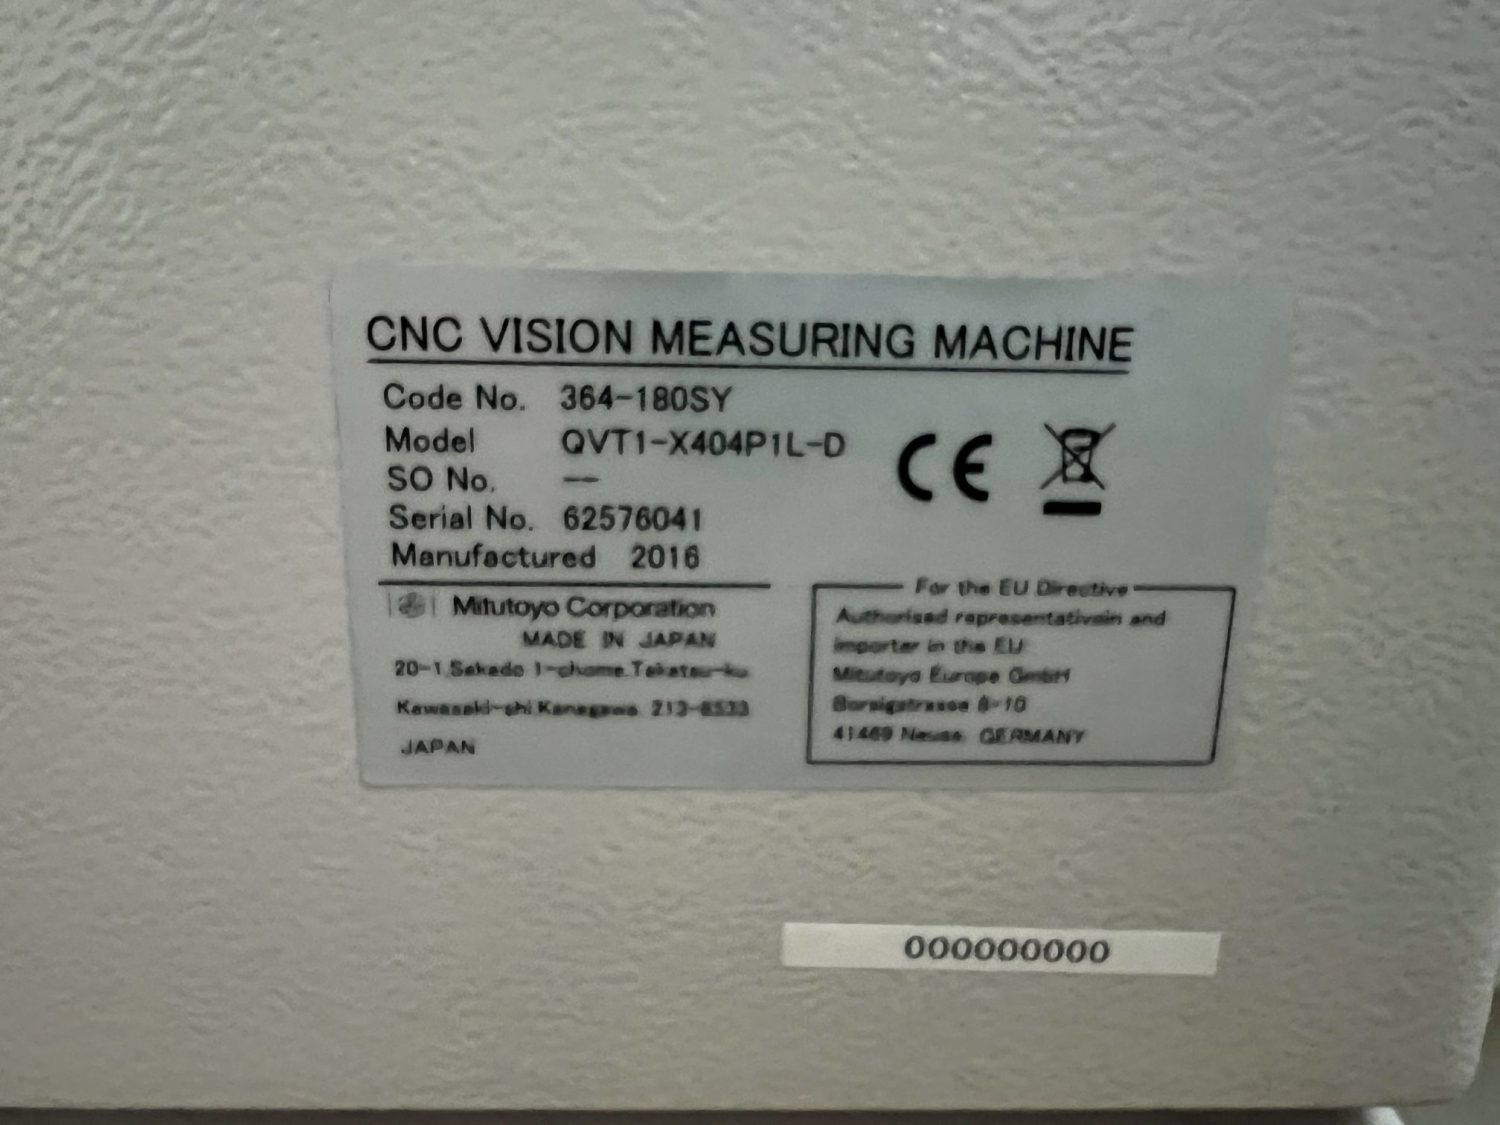 CNC VISION MEASURING MACHINE
Code No. 364-180SY
Model QVT1-X404P1L-D
SO No. --
Serial No. 62576041
Manufactured 2016
Mitutoyo Corporation
MADE IN JAPAN
20-1, Sakado 1-chome, Takatsu-ku
Kawasaki-shi Kanagawa 213-8533
JAPAN
For the EU Directive
Authorised representative in and
importer in the EU
Mitutoyo Europe GmbH
Borsigstrasse 8-10
41469 Neuss GERMANY
000000000